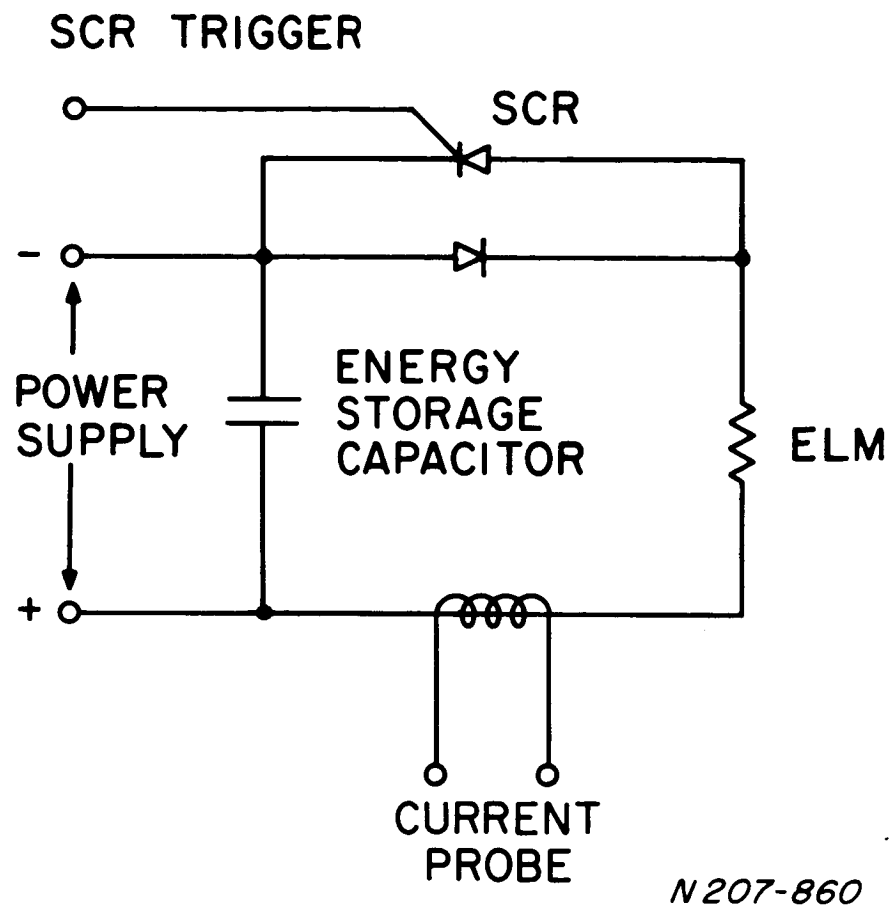 SCR TRIGGER
SCR
-
POWER
SUPPLY
ENERGY
STORAGE
CAPACITOR
ELM
+
CURRENT
PROBE
N207-860